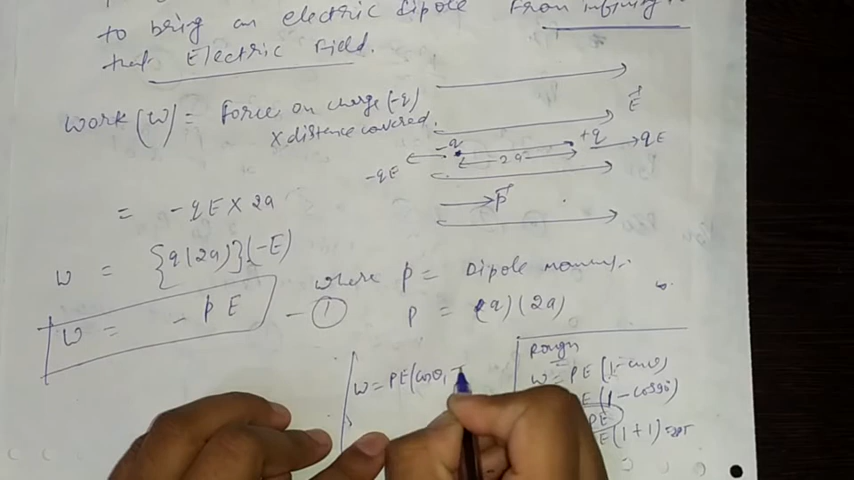 to bring an electric dipole from infinity
that Electric Field.
Work (W) = Force on charge (-q)
× distance covered.
E
-q
+q
qE
2a
-qE
P
= -qE × 2a
W = {q(2a)}(-E)
where p = Dipole moment.
W = - PE - ①
P = (q)(2a)
Rough
W = PE (1-cosθ)
W = PE(cosθ1 -
E (1-cos90)
PE
E (1+1)